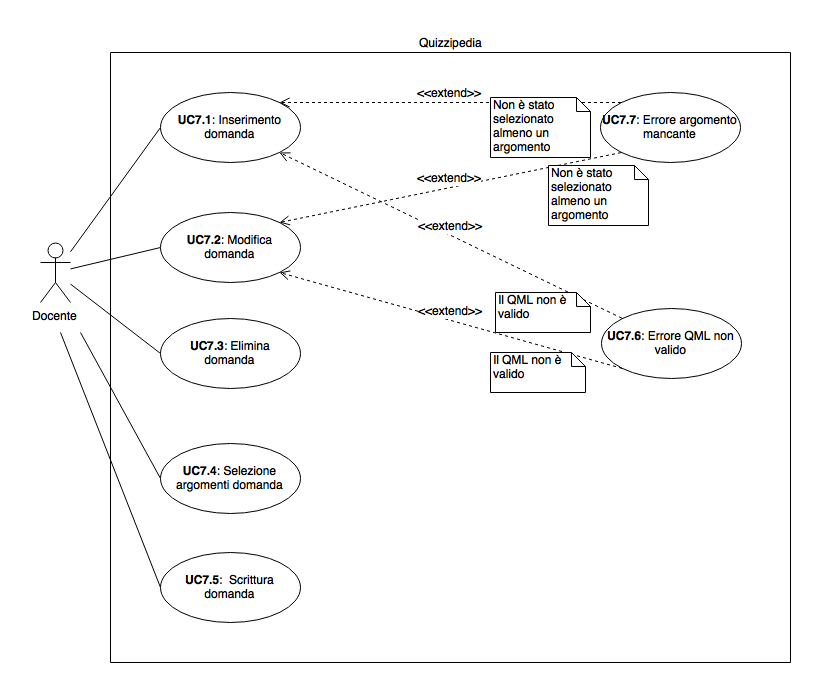 Quizzipedia
<<extend>>
UC7.1: Inserimento
domanda
Non è stato
selezionato
almeno un
argomento
UC7.7: Errore argomento
mancante
<<extend>>
Non è stato
selezionato
almeno un
argomento
<<extend>>
UC7.2: Modifica
domanda
Docente
<<extend>>
Il QML non è
valido
UC7.6: Errore QML non
valido
UC7.3: Elimina
domanda
Il QML non è
valido
UC7.4: Selezione
argomenti domanda
UC7.5: Scrittura
domanda